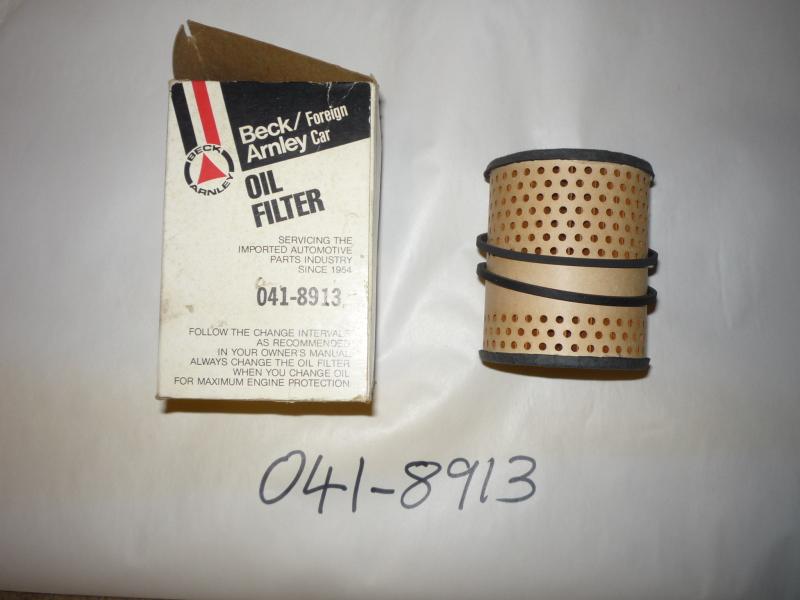 Beck/ Foreign
Arnley Car
BECK
ARNLEY
OIL
FILTER
SERVICING THE
IMPORTED AUTOMOTIVE
PARTS INDUSTRY
SINCE 1954
041-8913
FOLLOW THE CHANGE INTERVALS
AS RECOMMENDED
IN YOUR OWNER'S MANUAL
ALWAYS CHANGE THE OIL FILTER
WHEN YOU CHANGE OIL
FOR MAXIMUM ENGINE PROTECTION
041-8913